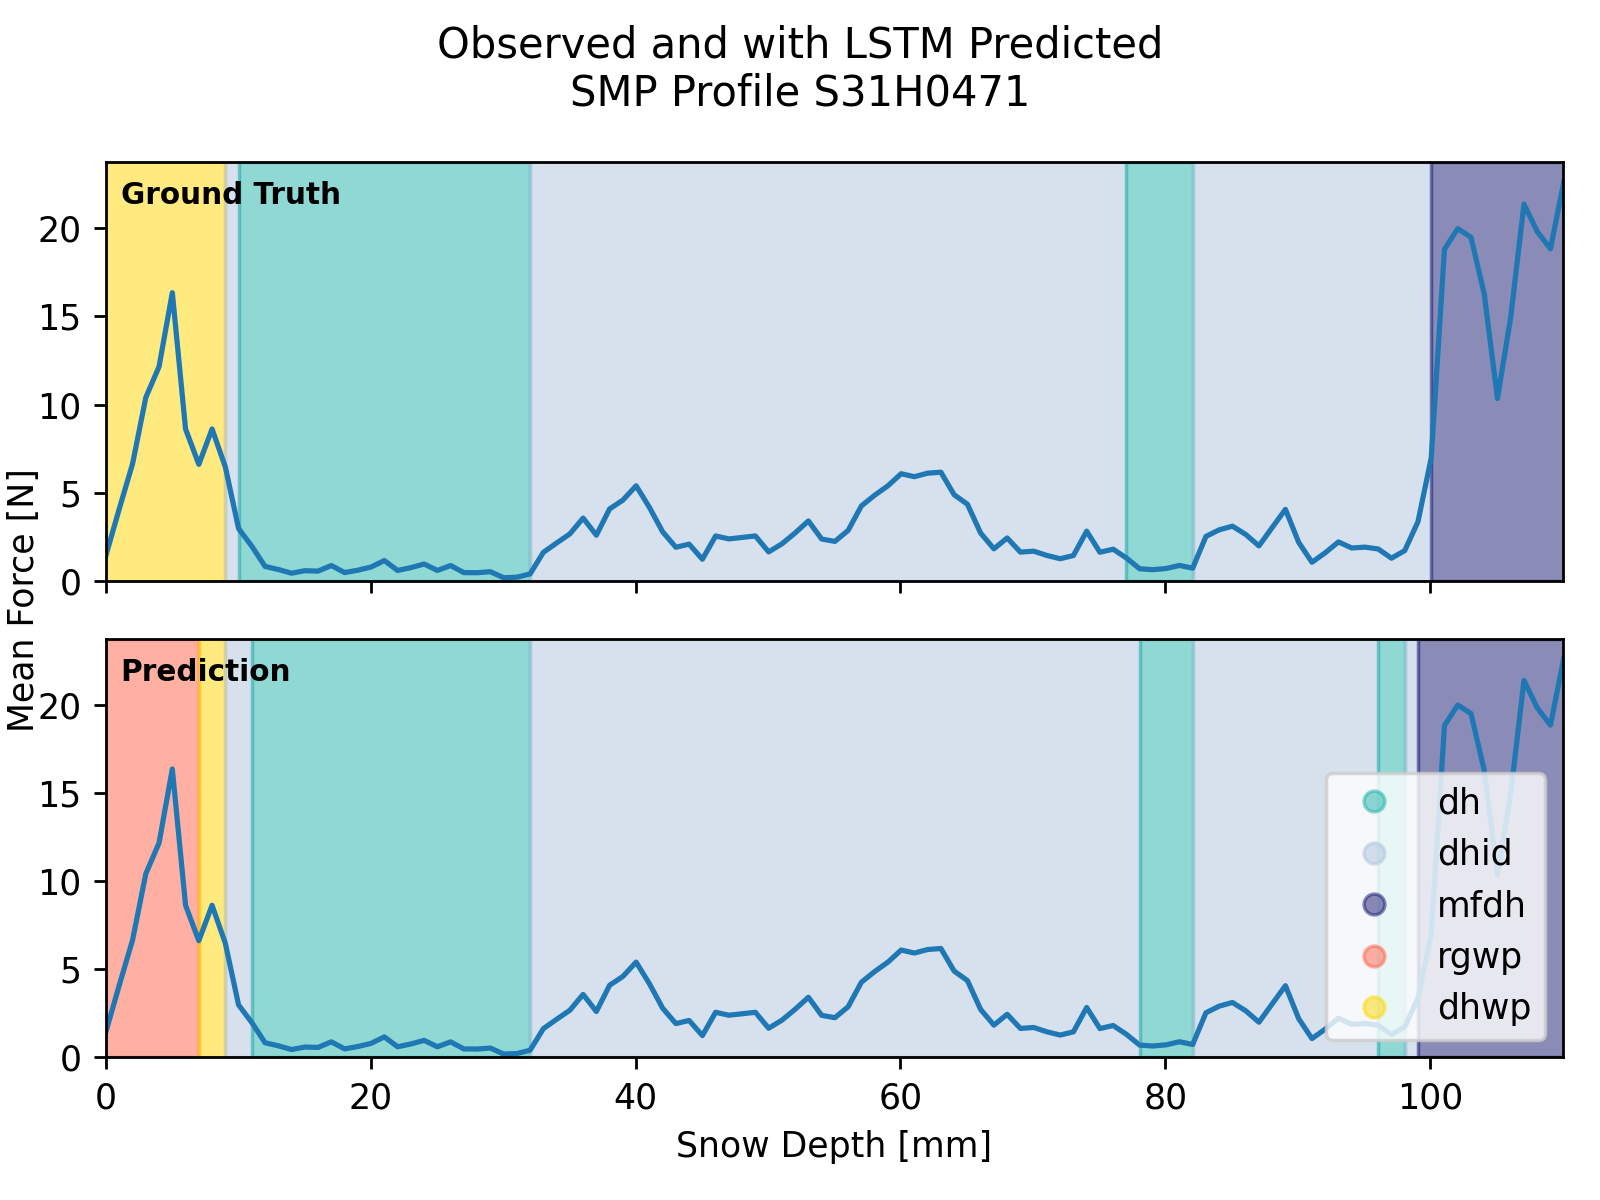 Observed and with LSTM Predicted
SMP Profile S31H0471
Ground Truth
20
15
10
5
0
Mean Force [N]
Prediction
20
15
10
5
0
dh
dhid
mfdh
rgwp
dhwp
0 20 40 60 80 100
Snow Depth [mm]